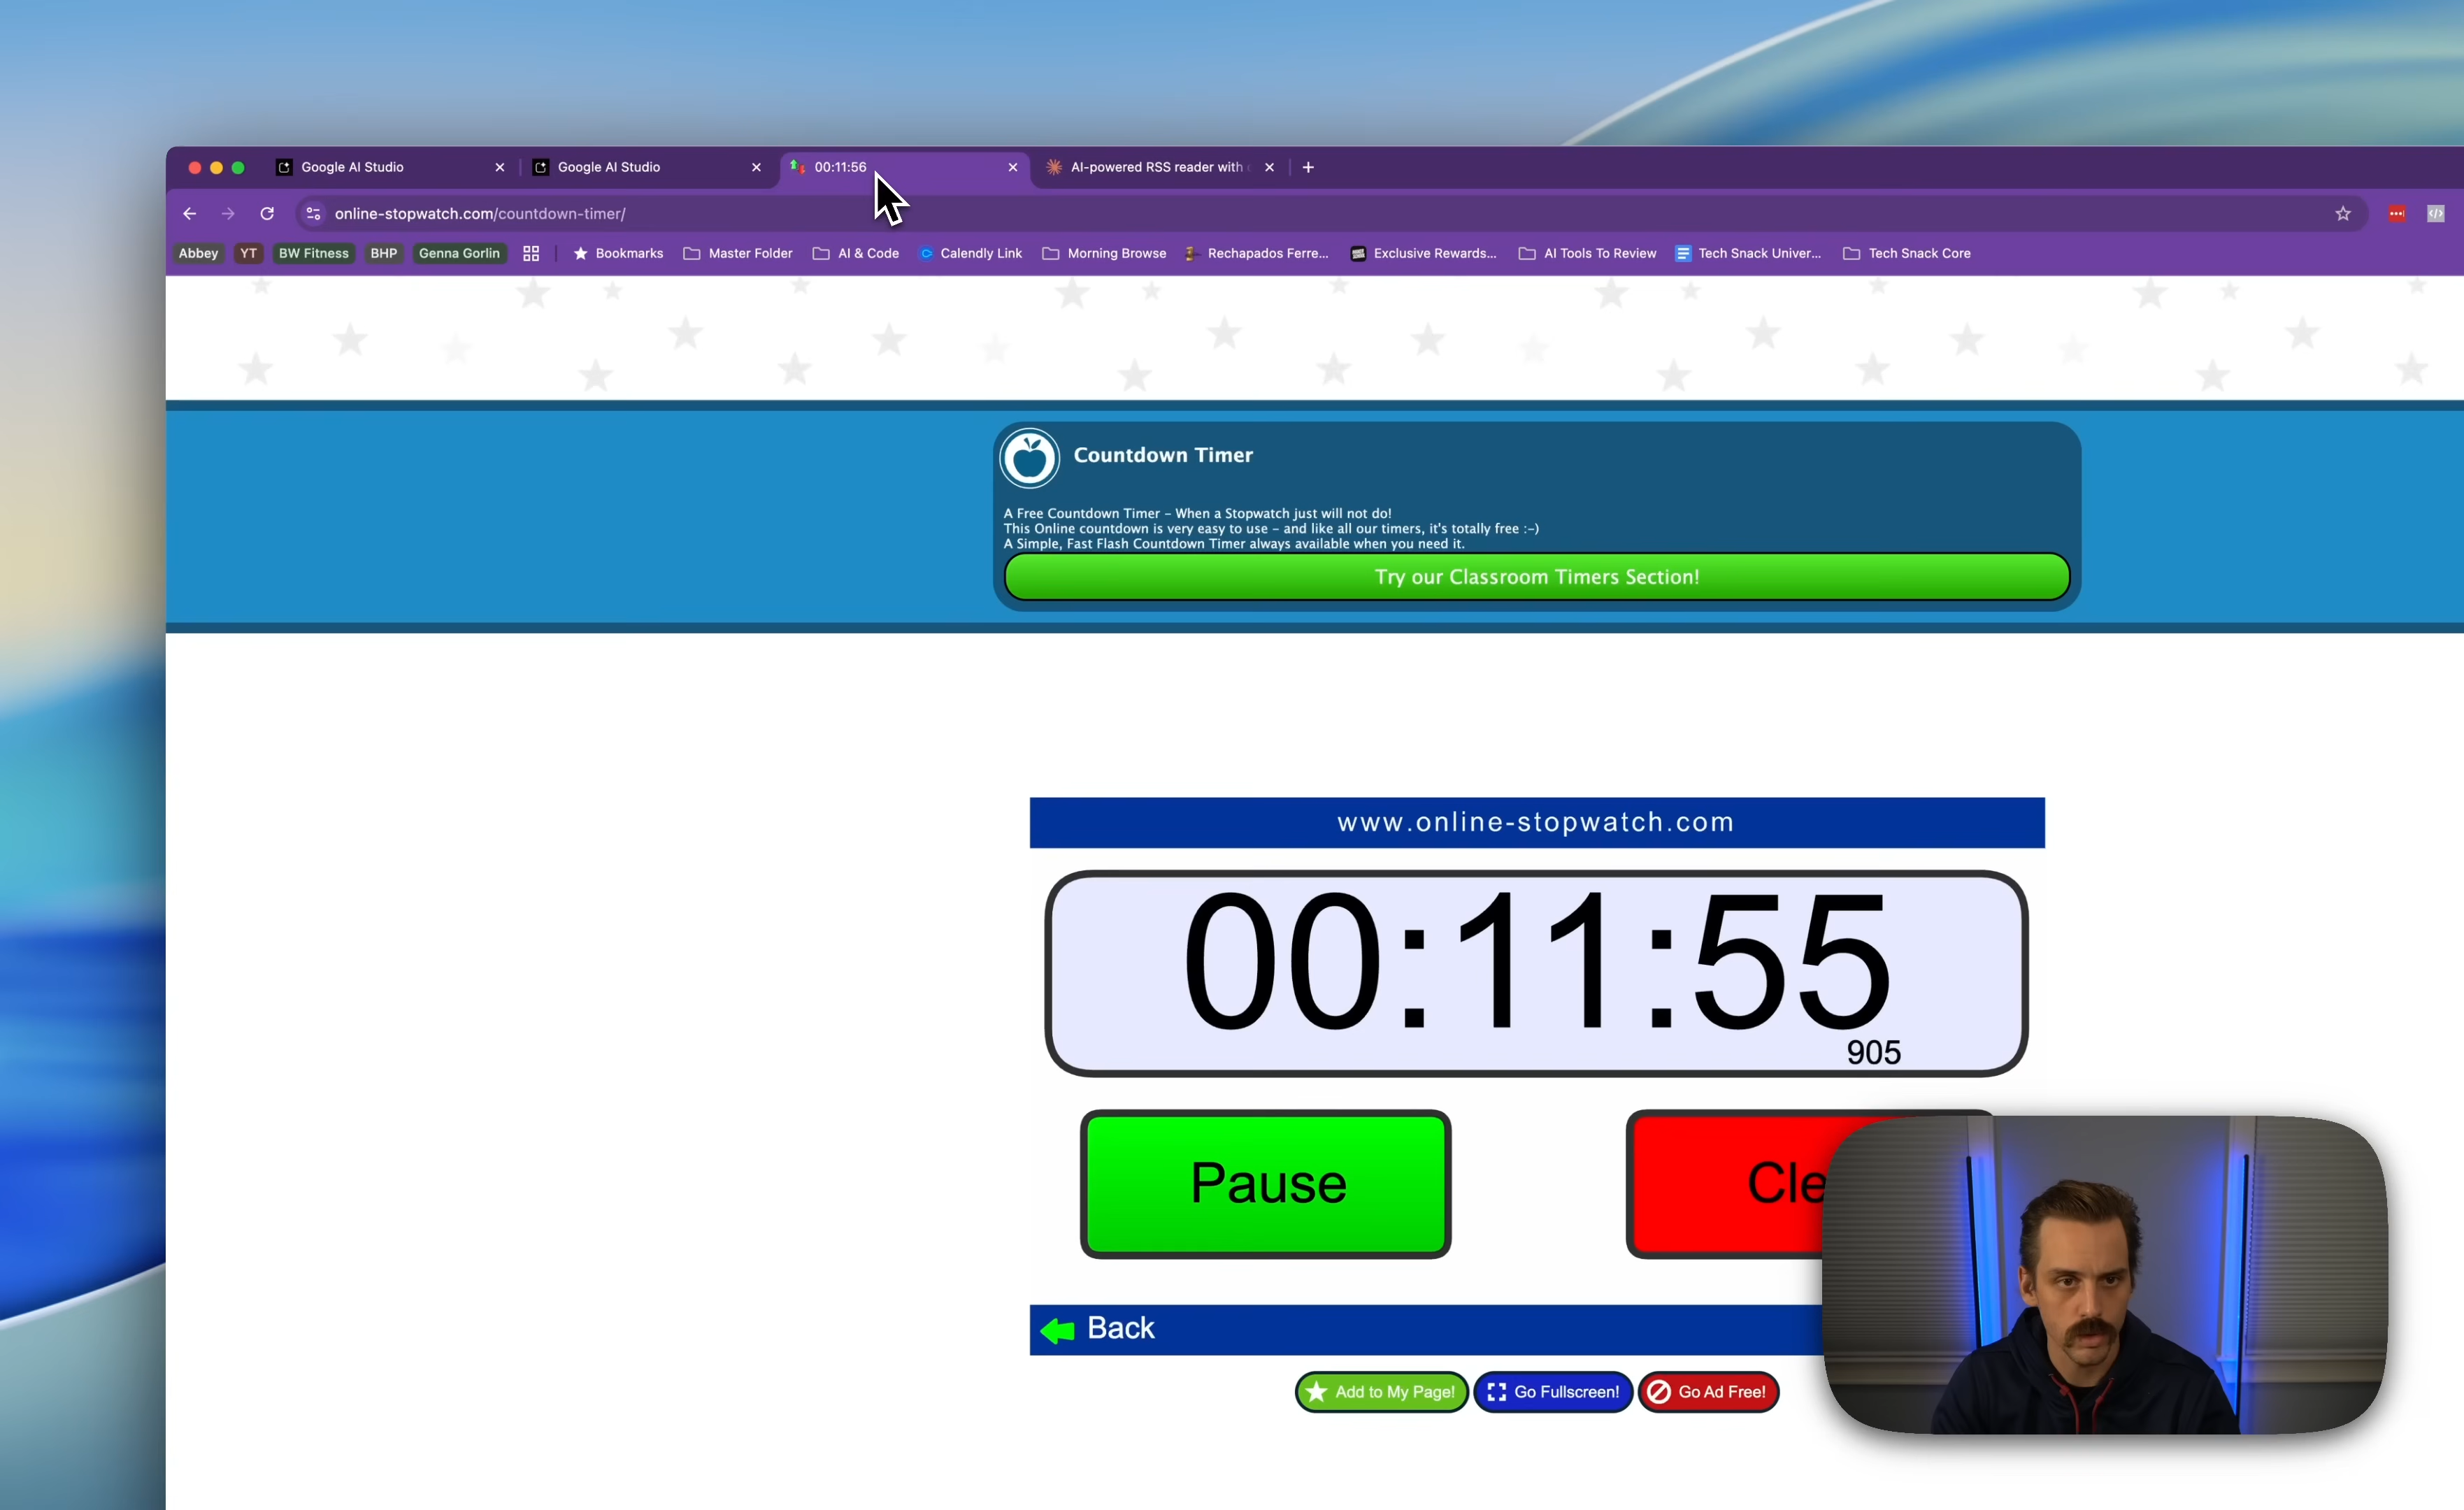 Google AI Studio
Google AI Studio
00:11:56
AI-powered RSS reader with
online-stopwatch.com/countdown-timer/
Abbey
YT
BW Fitness
BHP
Genna Gorlin
Bookmarks
Master Folder
AI & Code
Calendly Link
Morning Browse
Rechapados Ferre...
Exclusive Rewards...
AI Tools To Review
Tech Snack Univer...
Tech Snack Core
Countdown Timer
A Free Countdown Timer – When a Stopwatch just will not do!
This Online countdown is very easy to use – and like all our timers, it's totally free :-)
A Simple, Fast Flash Countdown Timer always available when you need it.
Try our Classroom Timers Section!
www.online-stopwatch.com
00:11:55
905
Pause
Cle
Back
Add to My Page!
Go Fullscreen!
Go Ad Free!